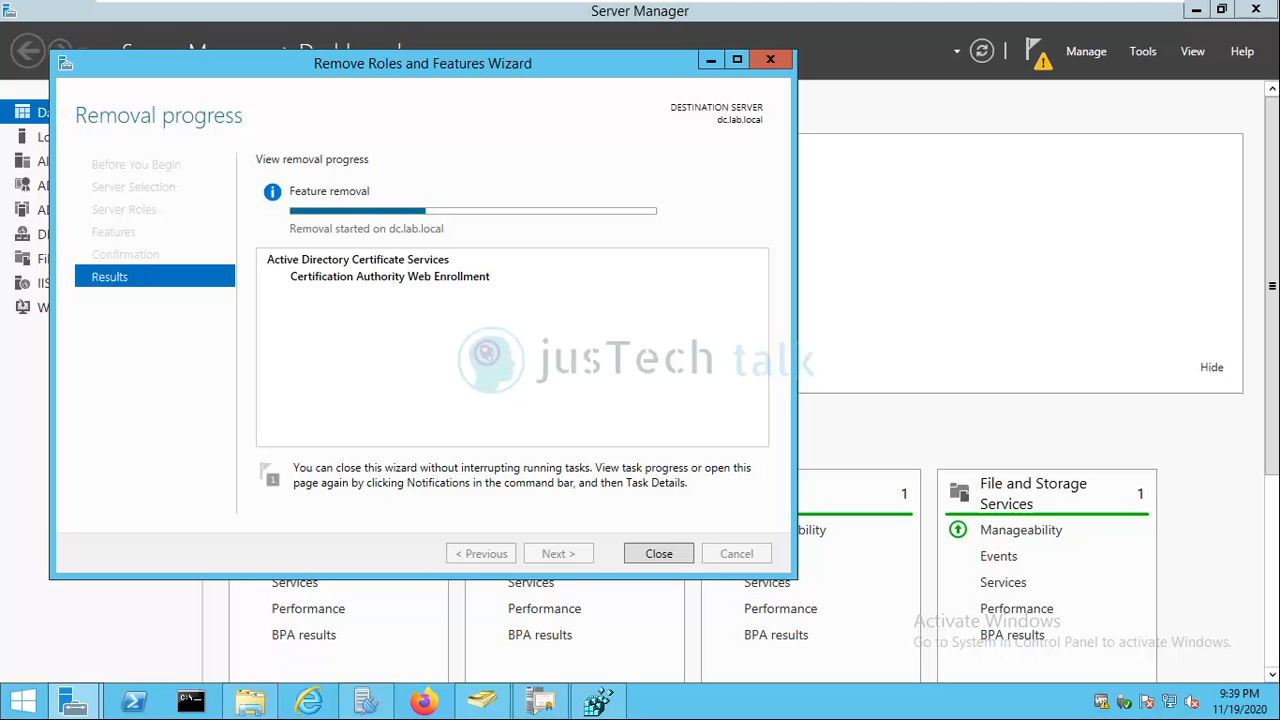 Server Manager
Manage
Tools
View
Help
Remove Roles and Features Wizard
Removal progress
DESTINATION SERVER
dc.lab.local
Before You Begin
Server Selection
Server Roles
Features
Confirmation
Results
View removal progress
Feature removal
Removal started on dc.lab.local
Active Directory Certificate Services
Certification Authority Web Enrollment
jusTech talk
You can close this wizard without interrupting running tasks. View task progress or open this
page again by clicking Notifications in the command bar, and then Task Details.
1
< Previous
Next >
Close
Cancel
Hide
1
File and Storage
Services
1
Manageability
Events
Services
Performance
BPA results
Services
Performance
BPA results
Services
Performance
BPA results
Services
Performance
BPA results
Activate Windows
Go to System in Control Panel to activate Windows.
9:39 PM
11/19/2020